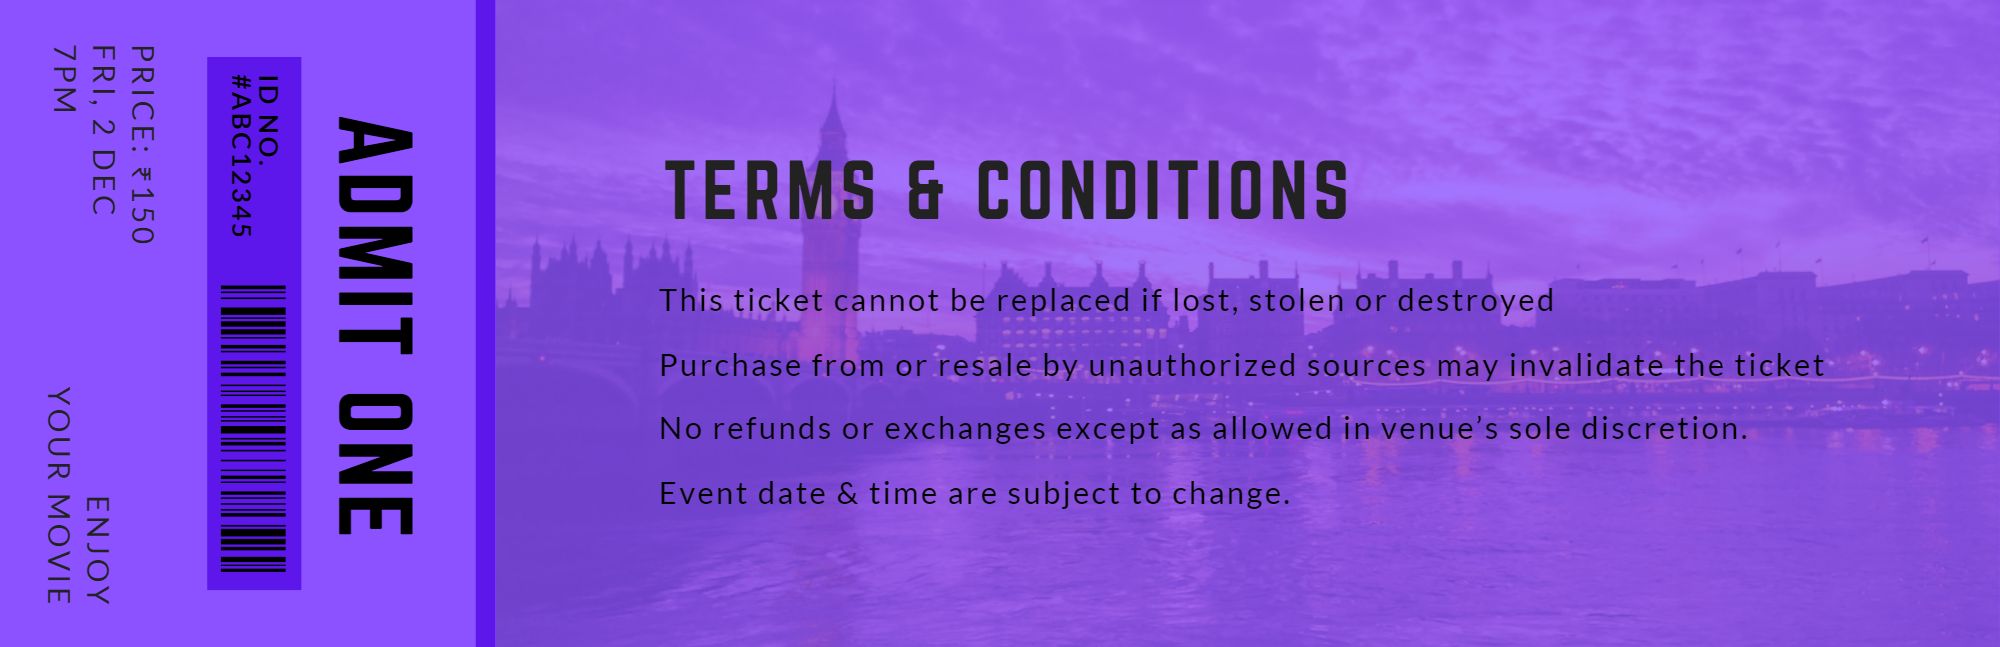 ADMIT ONE
ID NO.
#ABC12345
PRICE: ₹150
FRI, 2 DEC
7PM
ENJOY
YOUR MOVIE
TERMS & CONDITIONS
This ticket cannot be replaced if lost, stolen or destroyed
Purchase from or resale by unauthorized sources may invalidate the ticket
No refunds or exchanges except as allowed in venue’s sole discretion.
Event date & time are subject to change.